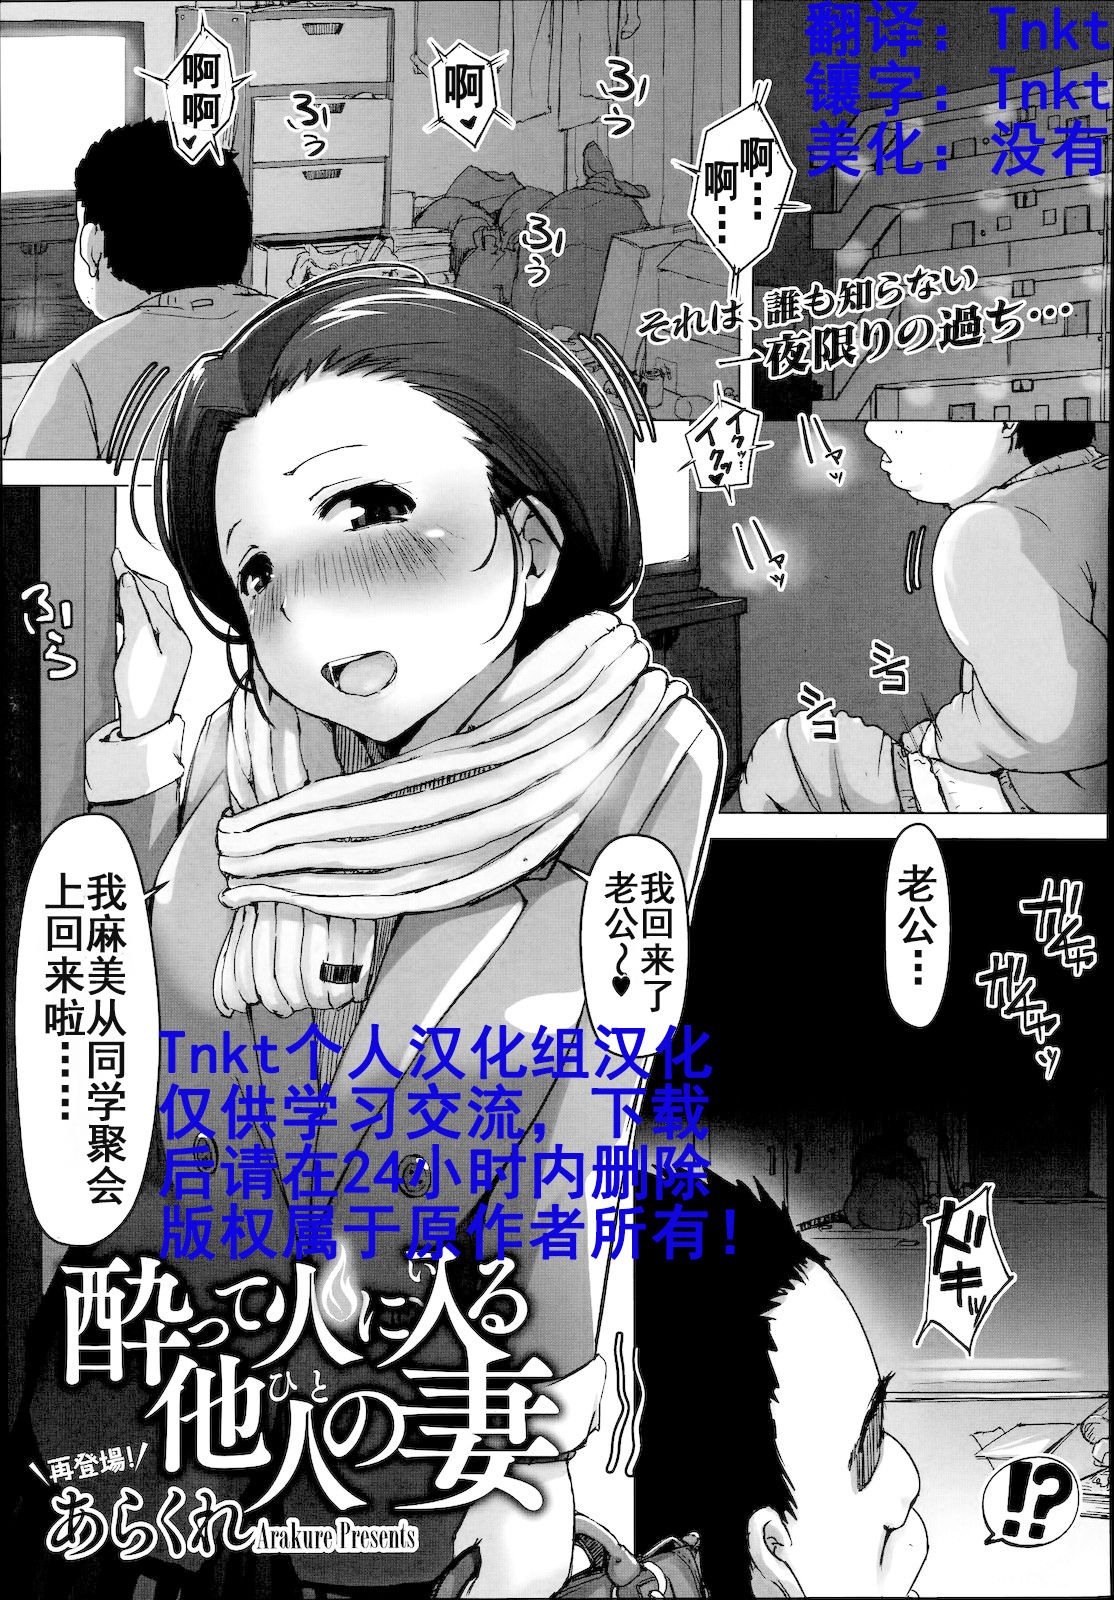 翻译：Tnkt
镶字：Tnkt
美化：没有
啊…
啊…
啊
啊啊
ふぅ
ふぅ
ふぅ
それは、誰も知らない
一夜限りの過ち…
イクッ…
イクッ
ハァッ
ハァッ
シコ
シコ
ふらっ
老公…
ガチャ
ガチャッ
我回来了
老公～
我麻美从同学聚会
上回来啦……
ドキッ
!?
Tnkt个人汉化组汉化
仅供学习交流，下载
后请在24小时内删除
版权属于原作者所有！
酔って人に入る
い
他人の妻
ひと
再登場！
あらくれ
Arakure Presents